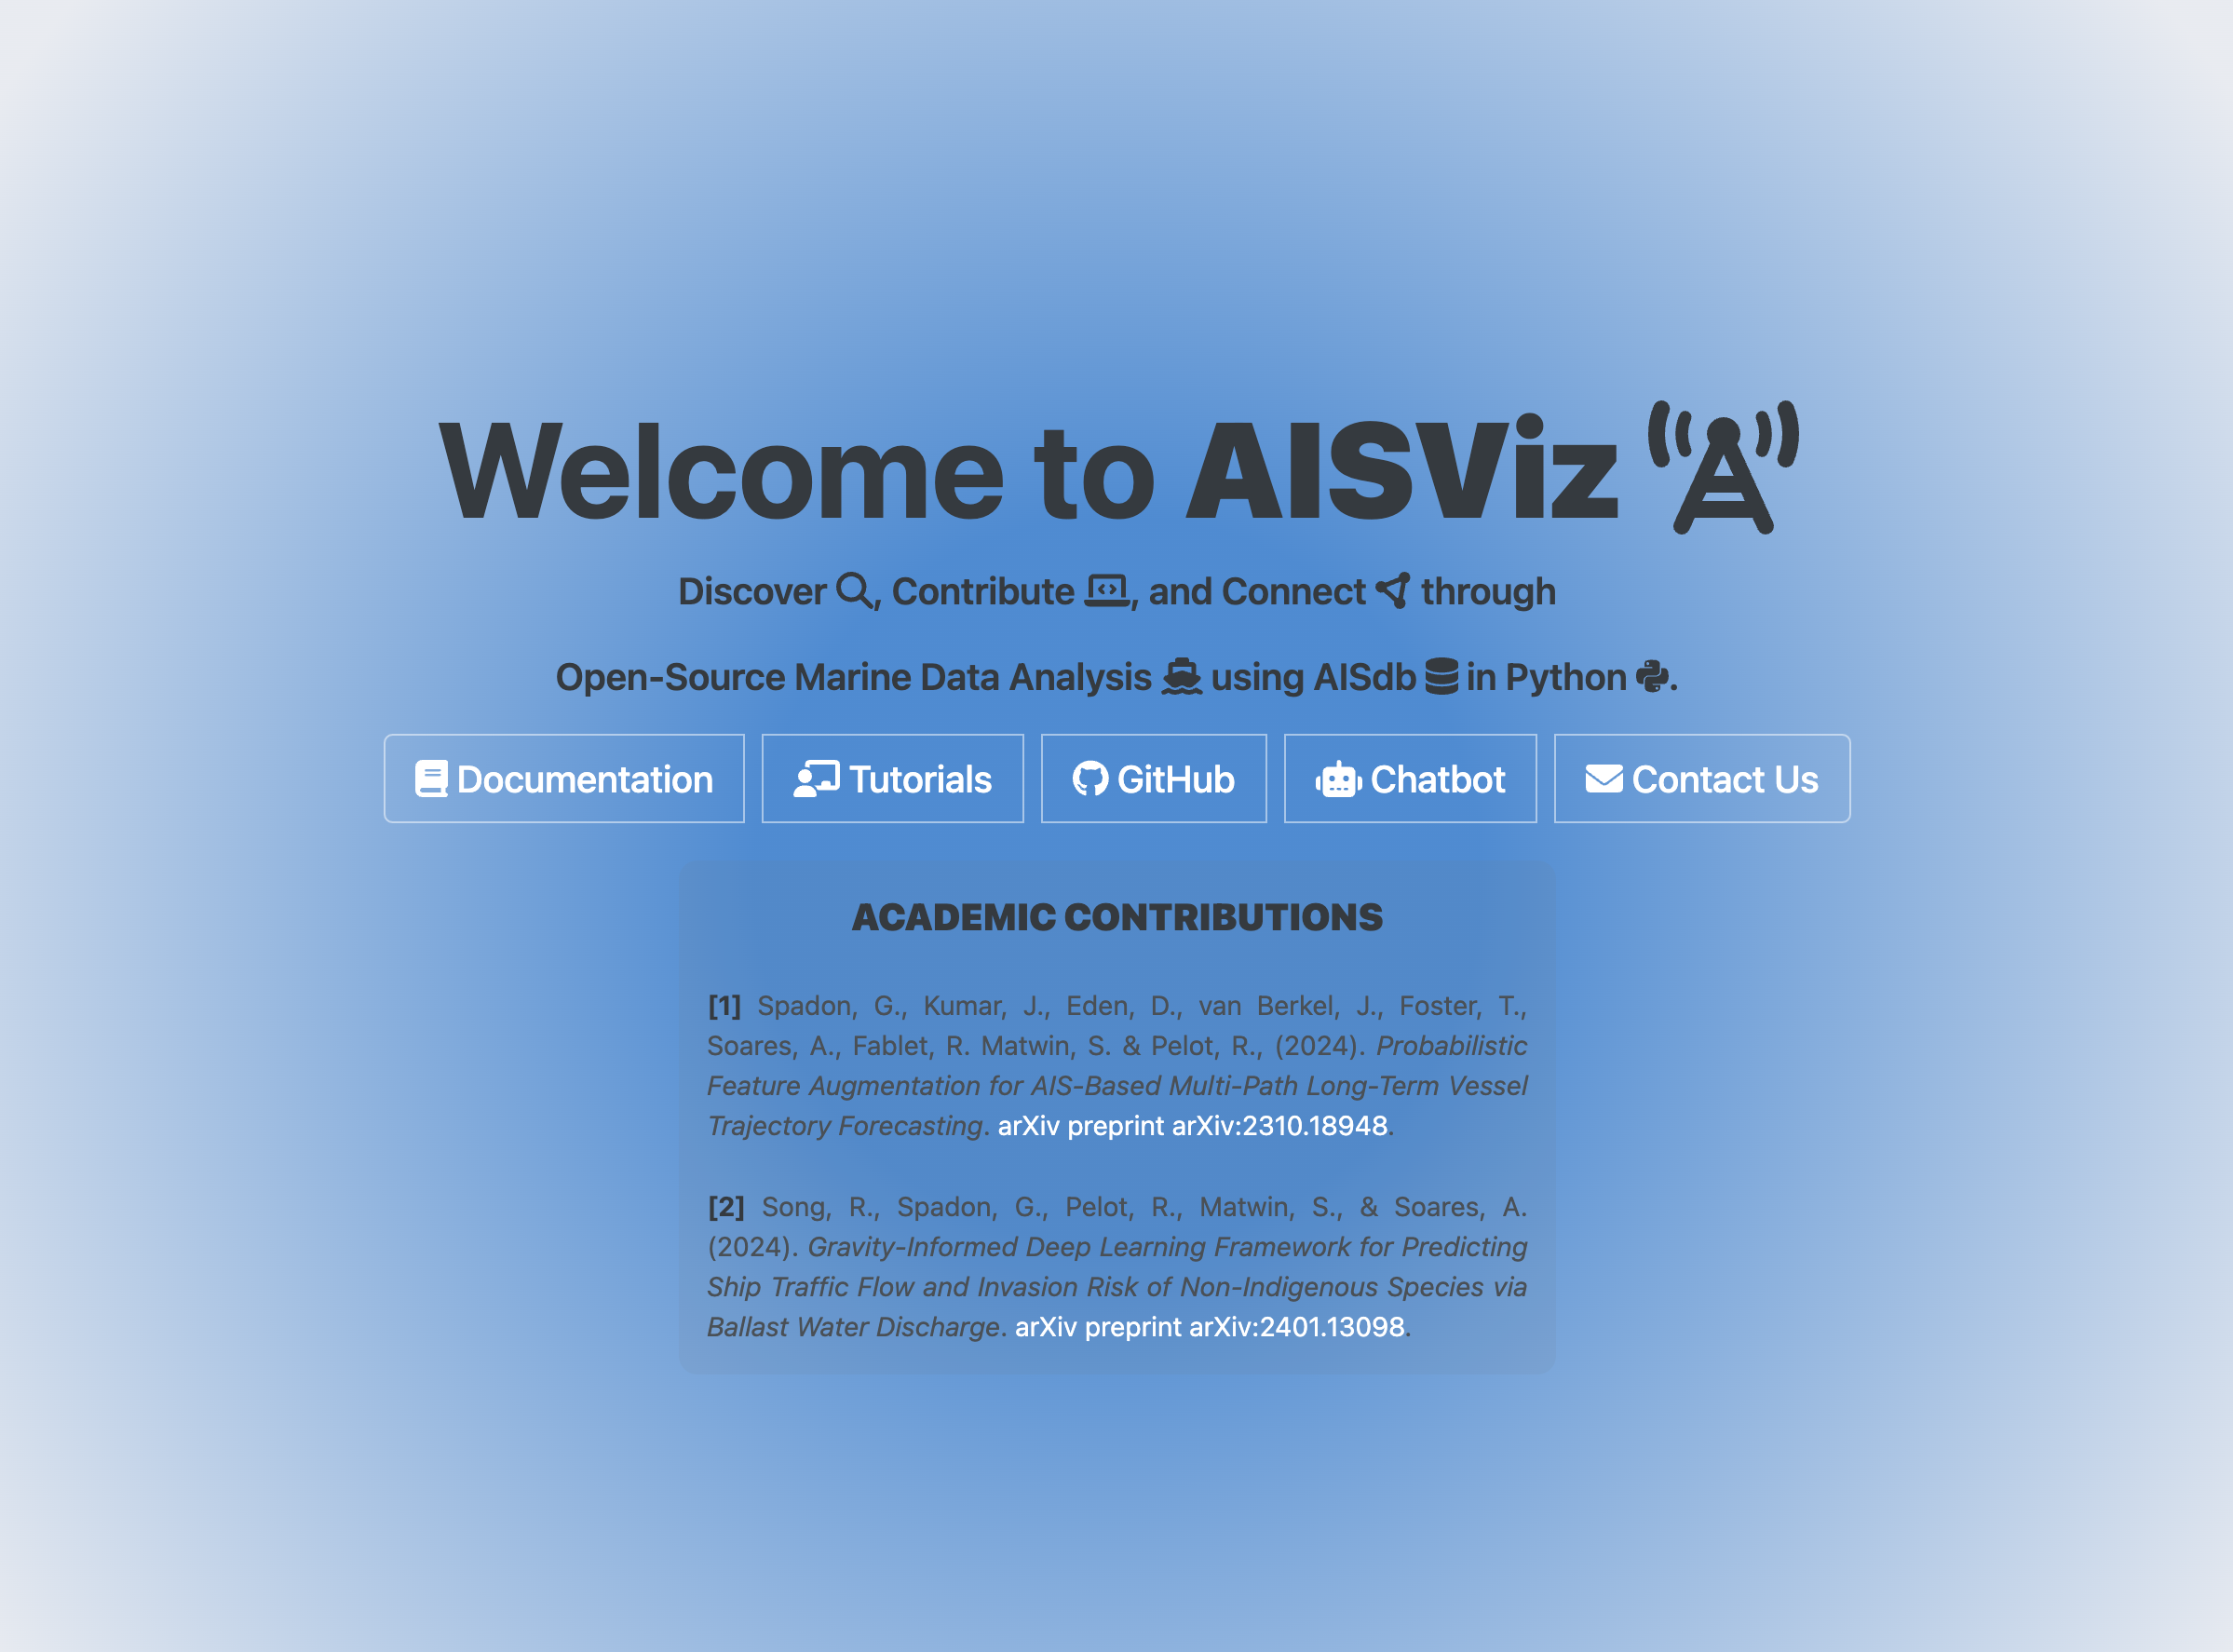 Welcome to AISViz
Discover , Contribute , and Connect through
Open-Source Marine Data Analysis using AISdb in Python .
Documentation
Tutorials
GitHub
Chatbot
Contact Us
ACADEMIC CONTRIBUTIONS
[1] Spadon, G., Kumar, J., Eden, D., van Berkel, J., Foster, T.,
Soares, A., Fablet, R. Matwin, S. & Pelot, R., (2024). Probabilistic
Feature Augmentation for AIS-Based Multi-Path Long-Term Vessel
Trajectory Forecasting. arXiv preprint arXiv:2310.18948.
[2] Song, R., Spadon, G., Pelot, R., Matwin, S., & Soares, A.
(2024). Gravity-Informed Deep Learning Framework for Predicting
Ship Traffic Flow and Invasion Risk of Non-Indigenous Species via
Ballast Water Discharge. arXiv preprint arXiv:2401.13098.